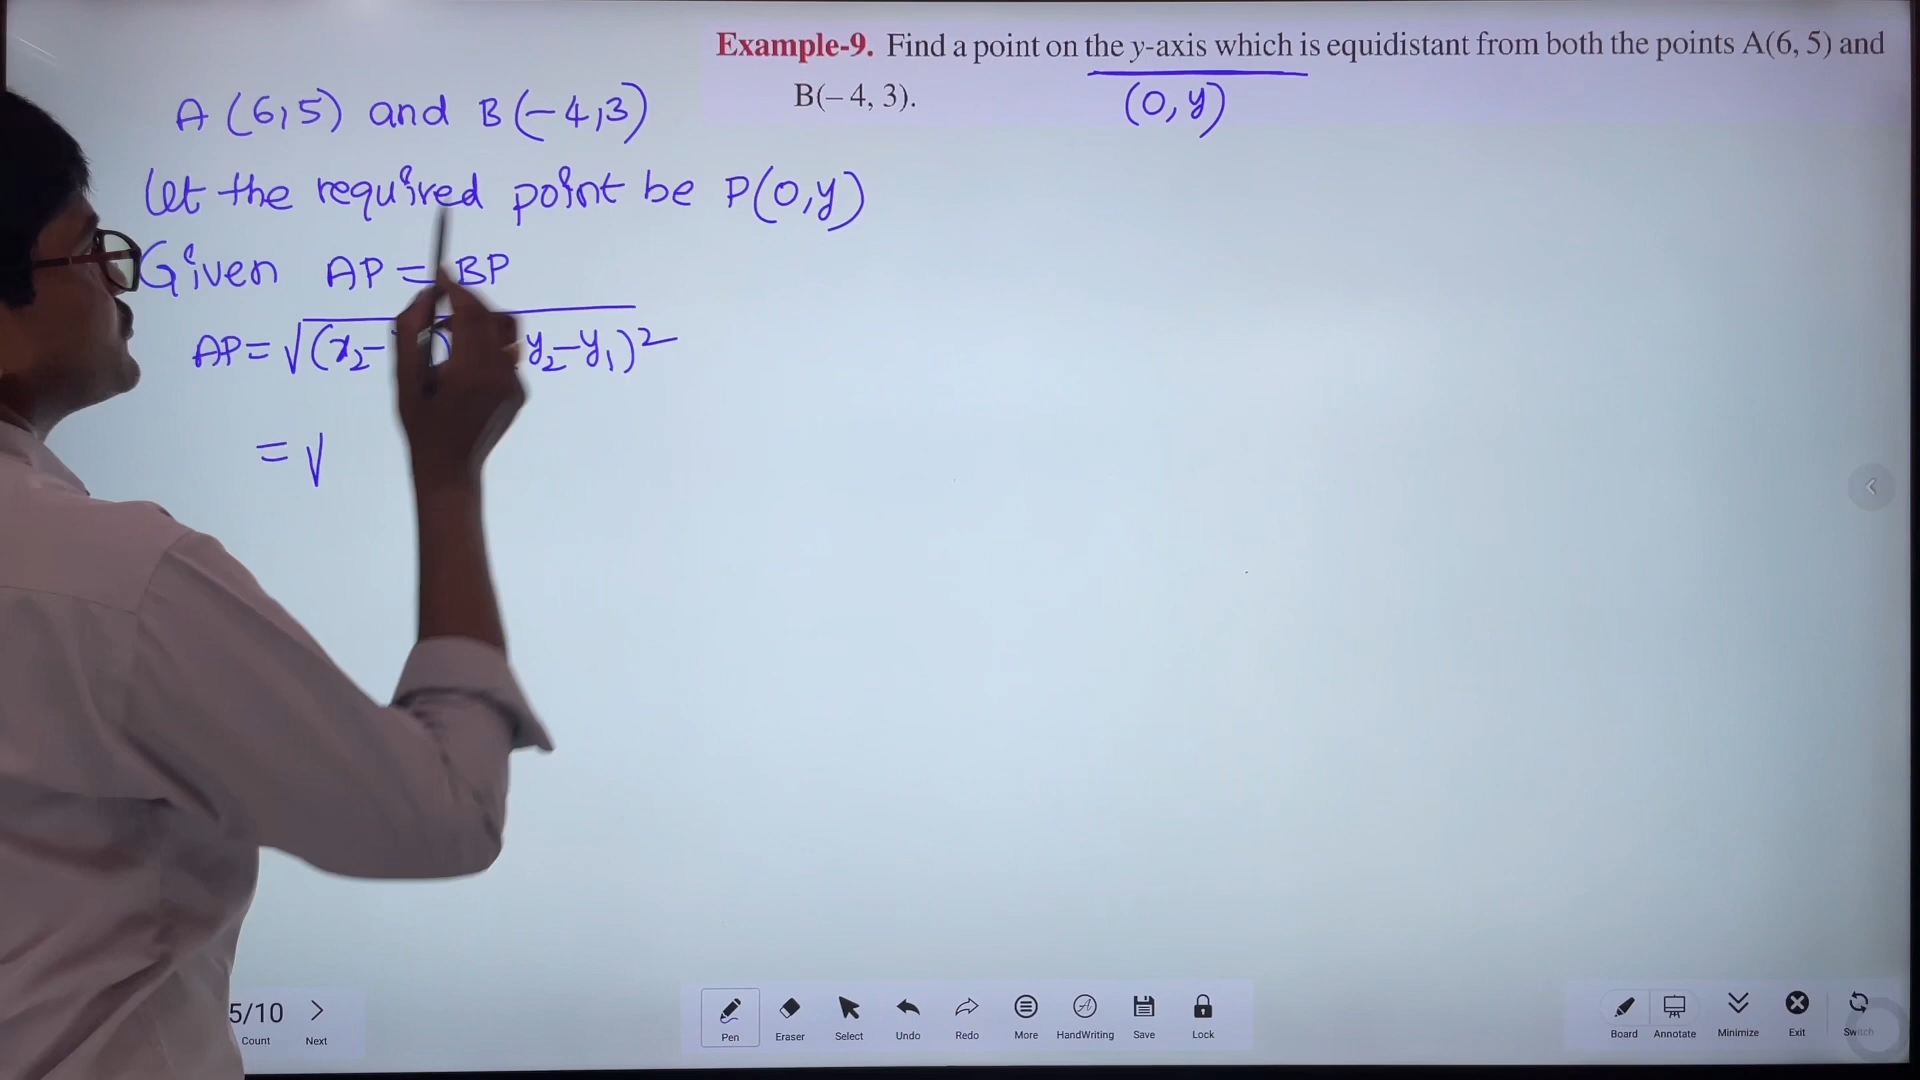 Example-9. Find a point on the y-axis which is equidistant from both the points A(6, 5) and
B(– 4, 3).
(0, y)
A (6,5) and B(-4,3)
Let the required point be P(0,y)
Given AP = BP
AP = √(x₂- y₂-y₁)²
= √
5/10
Count
Next
Pen
Eraser
Select
Undo
Redo
More
HandWriting
Save
Lock
Board
Annotate
Minimize
Exit
Switch